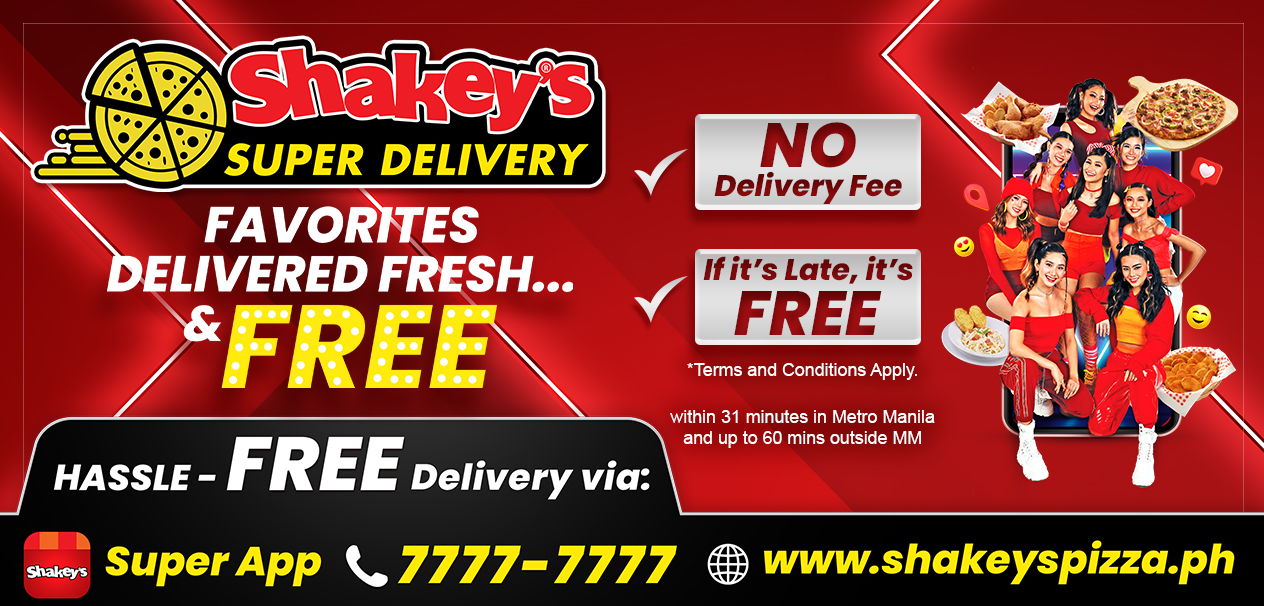 Shakey's®
SUPER DELIVERY
FAVORITES
DELIVERED FRESH...
& FREE
NO
Delivery Fee
If it's Late, it's
FREE
*Terms and Conditions Apply.
within 31 minutes in Metro Manila
and up to 60 mins outside MM
HASSLE - FREE Delivery via:
Shakey's
Super App
7777-7777
www.shakeyspizza.ph